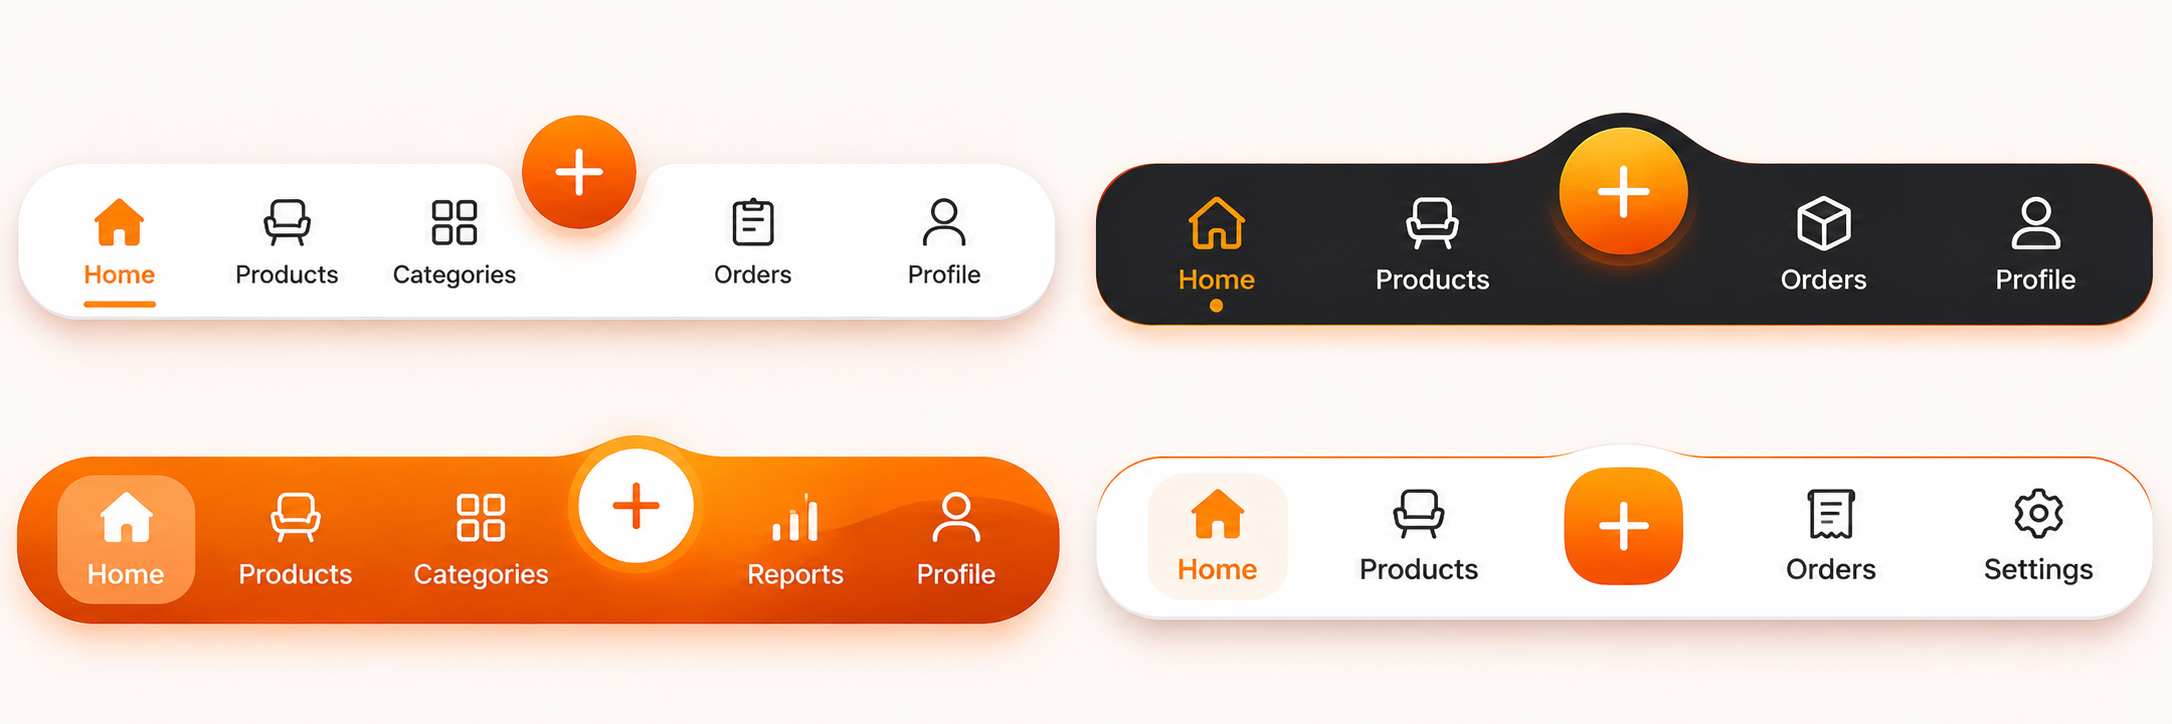 Home Products Categories Orders Profile
Home Products Orders Profile
Home Products Categories Reports Profile
Home Products Orders Settings